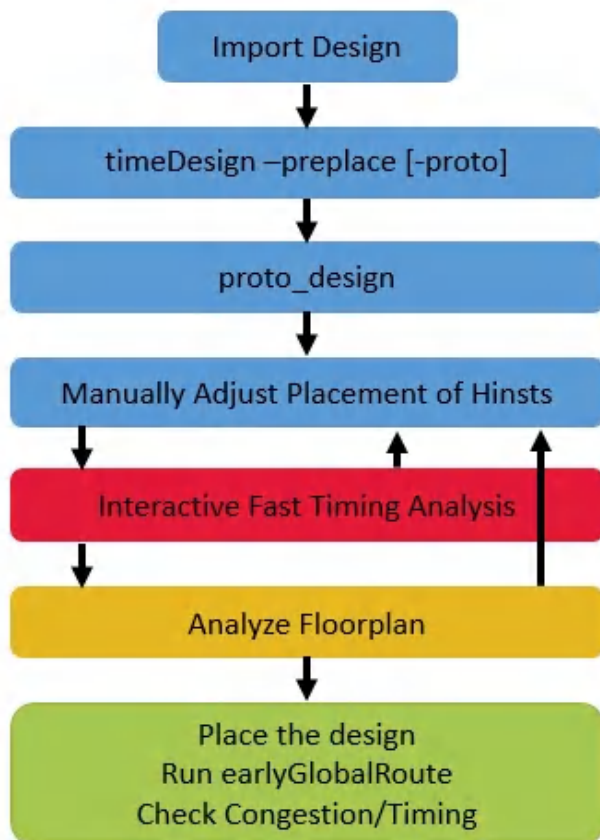 Import Design
timeDesign –preplace [-proto]
proto_design
Manually Adjust Placement of Hinsts
Interactive Fast Timing Analysis
Analyze Floorplan
Place the design
Run earlyGlobalRoute
Check Congestion/Timing